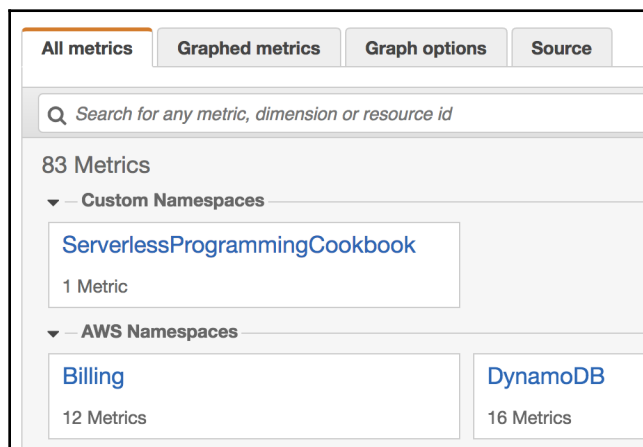 All metrics Graphed metrics Graph options Source
Search for any metric, dimension or resource id
83 Metrics
Custom Namespaces
ServerlessProgrammingCookbook
1 Metric
AWS Namespaces
Billing DynamoDB
12 Metrics 16 Metrics